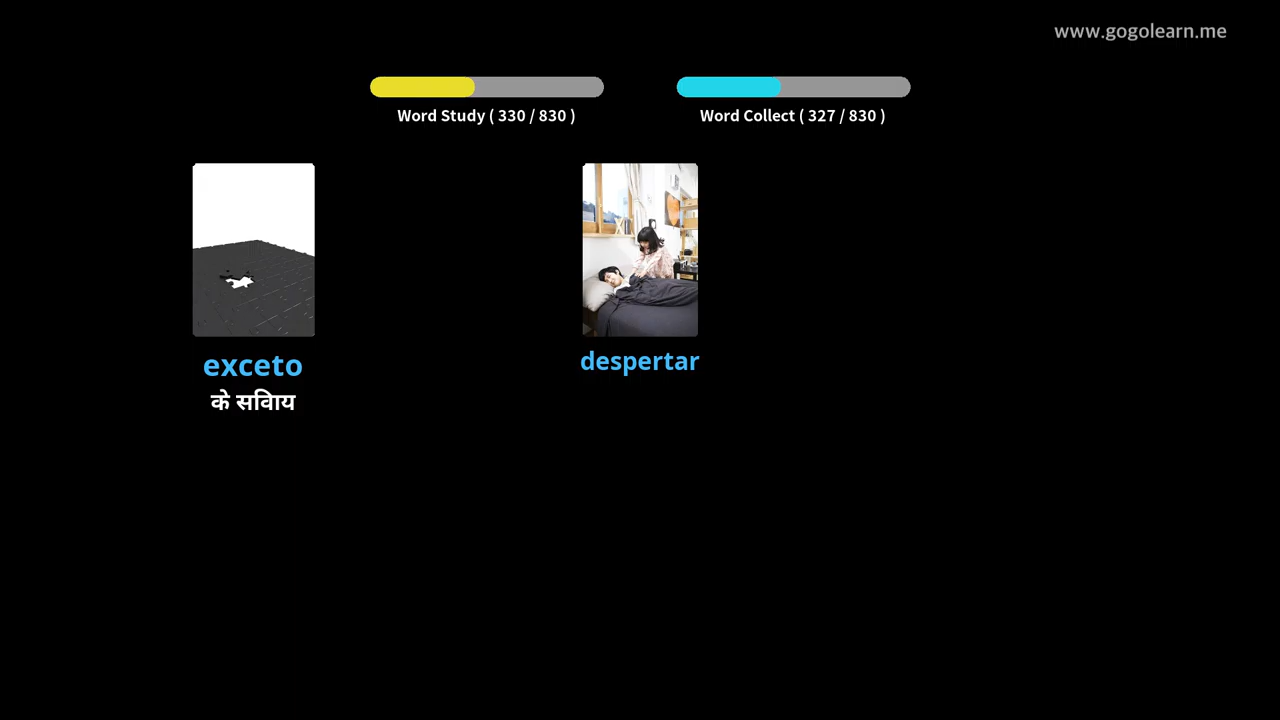 www.gogolearn.me
Word Study ( 330 / 830 )
Word Collect ( 327 / 830 )
exceto
के सिवाय
despertar